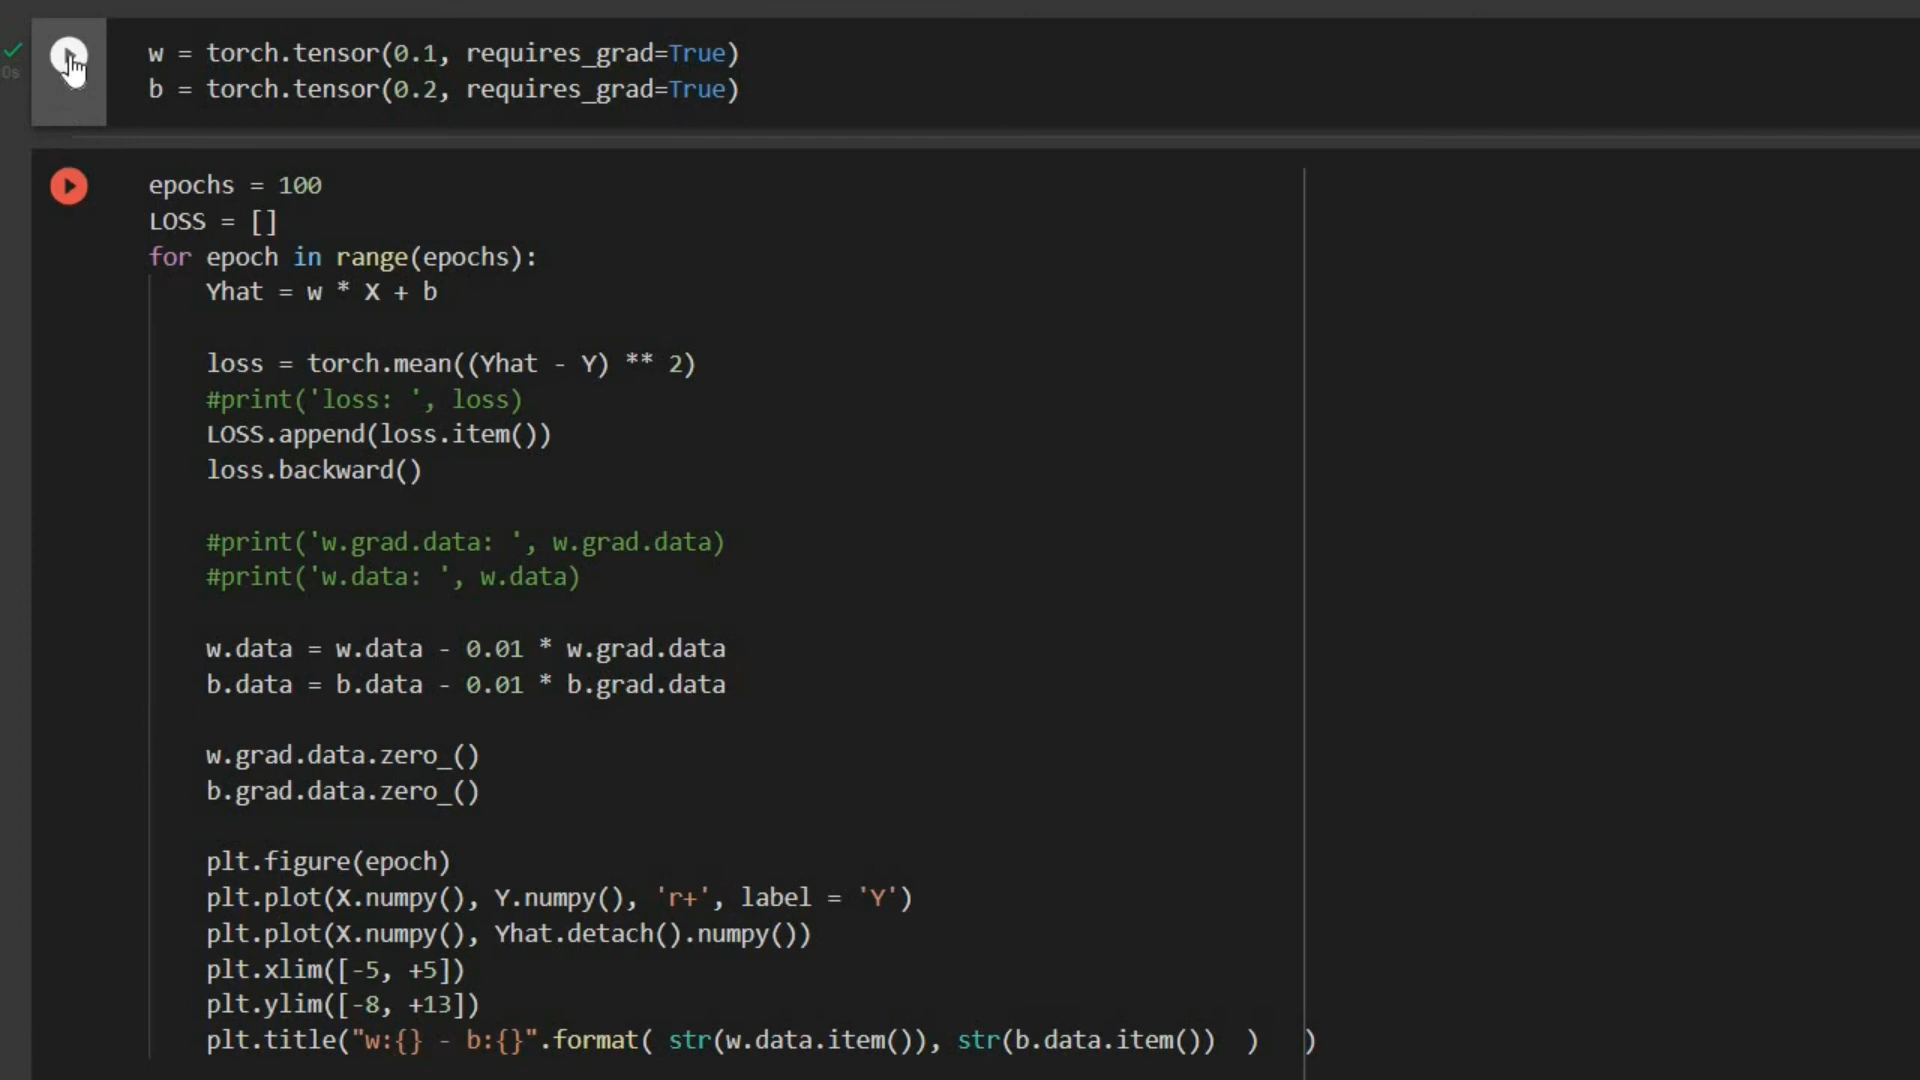 w = torch.tensor(0.1, requires_grad=True)
0s
b = torch.tensor(0.2, requires_grad=True)
epochs = 100
LOSS = []
for epoch in range(epochs):
    Yhat = w * X + b
    loss = torch.mean((Yhat - Y) ** 2)
    #print('loss: ', loss)
    LOSS.append(loss.item())
    loss.backward()
    #print('w.grad.data: ', w.grad.data)
    #print('w.data: ', w.data)
    w.data = w.data - 0.01 * w.grad.data
    b.data = b.data - 0.01 * b.grad.data
    w.grad.data.zero_()
    b.grad.data.zero_()
    plt.figure(epoch)
    plt.plot(X.numpy(), Y.numpy(), 'r+', label = 'Y')
    plt.plot(X.numpy(), Yhat.detach().numpy())
    plt.xlim([-5, +5])
    plt.ylim([-8, +13])
    plt.title("w:{} - b:{}".format( str(w.data.item()), str(b.data.item())  )   )